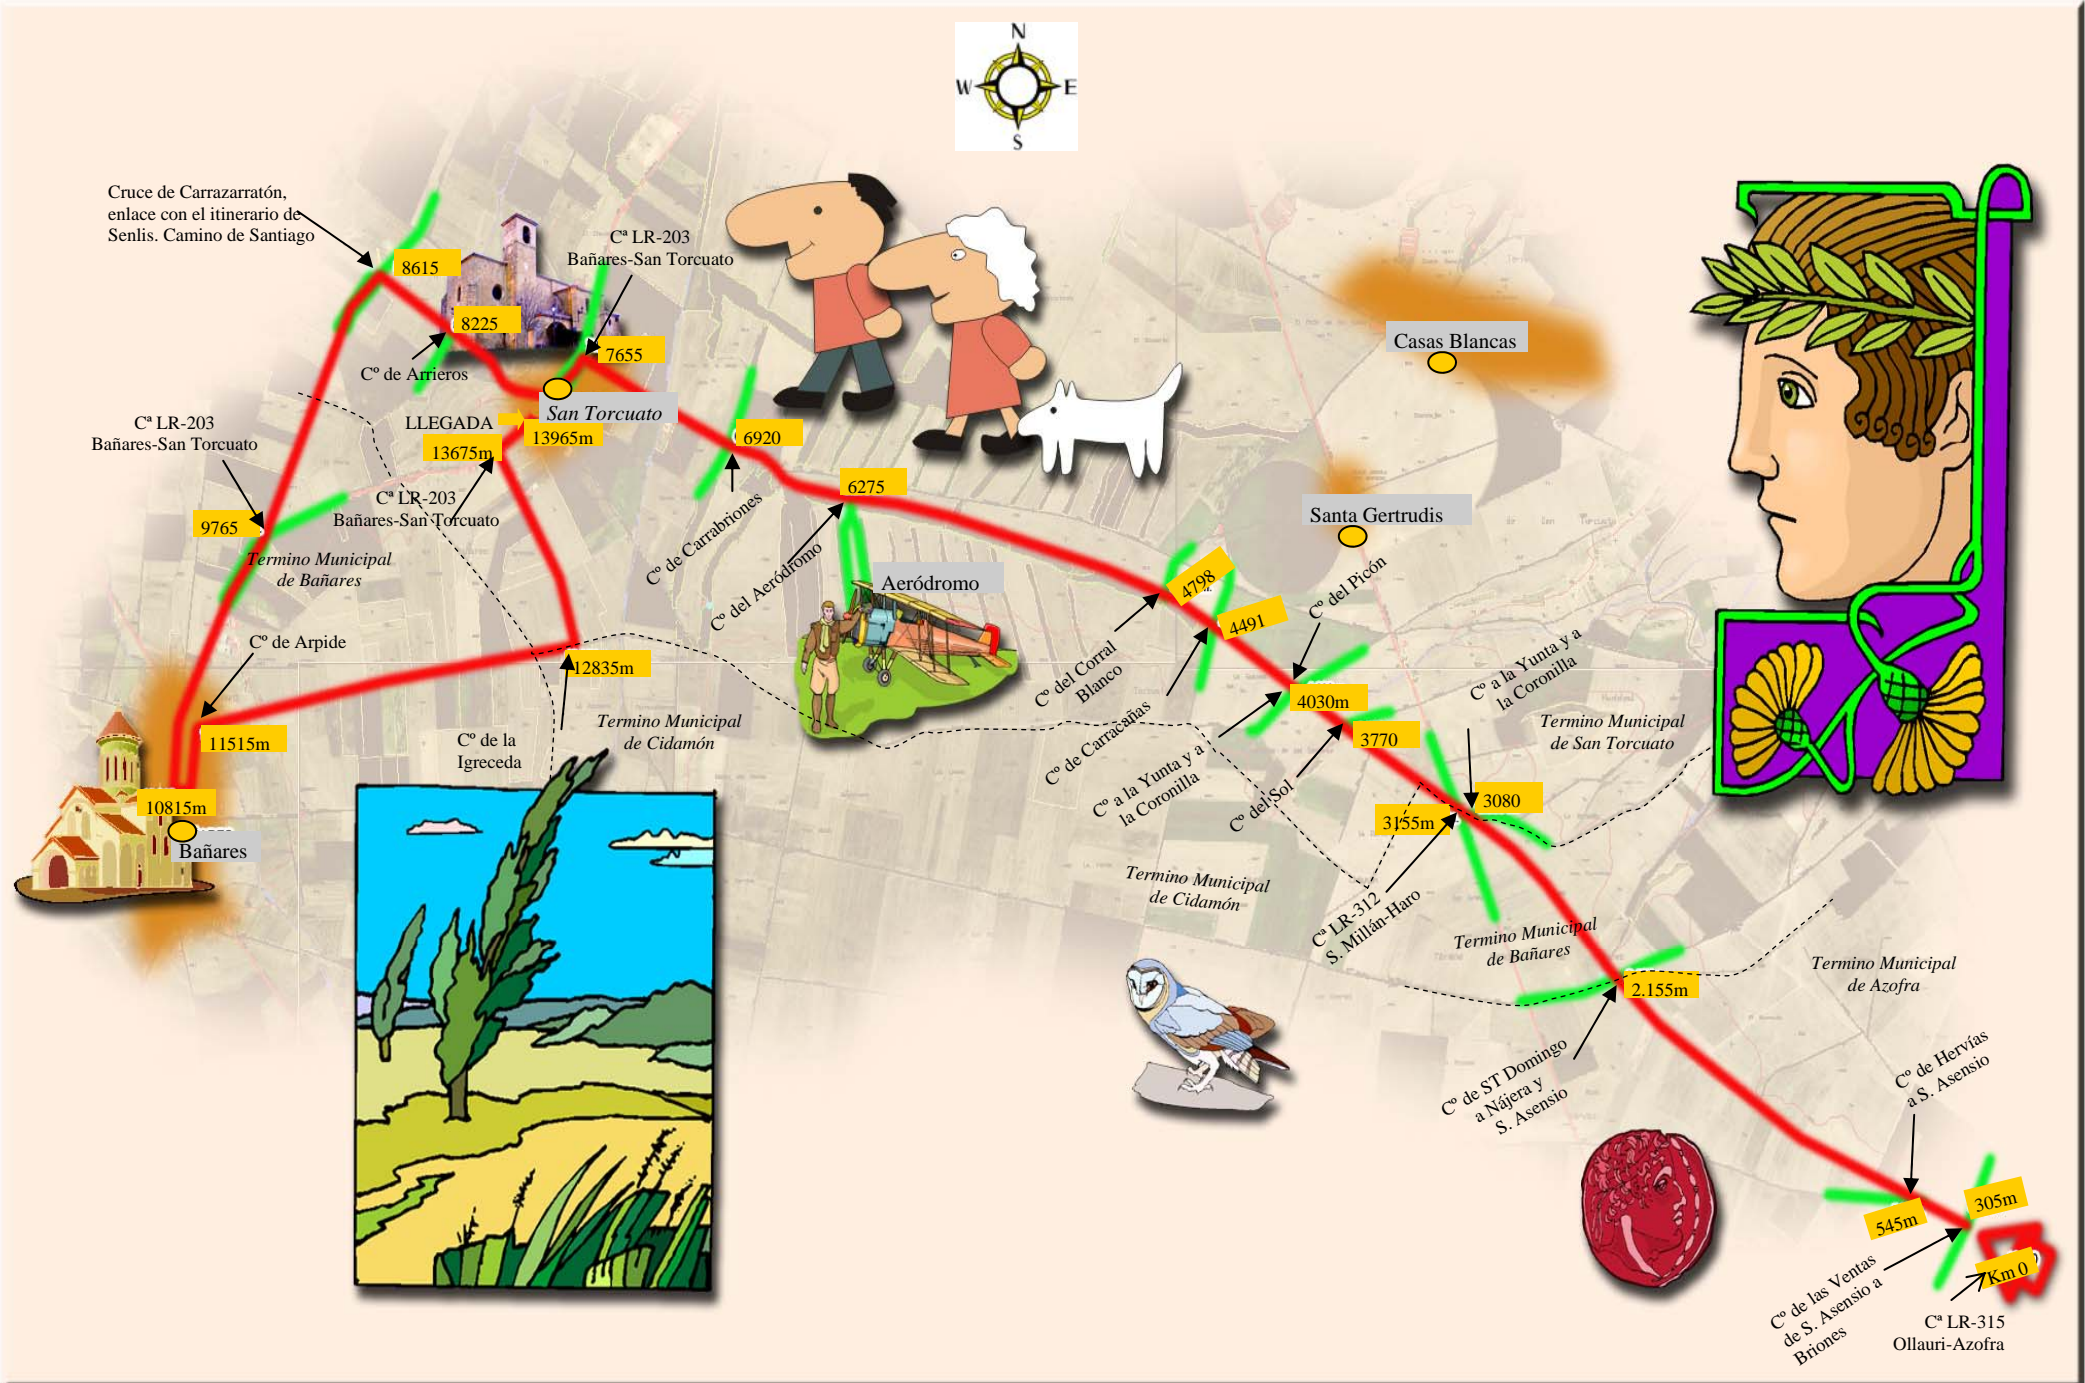 N
W E
S
Cruce de Carrazarratón,
enlace con el itinerario de
Senlis. Camino de Santiago
8615
Cª LR-203
Bañares-San Torcuato
8225
7655
Cº de Arrieros
Casas Blancas
San Torcuato
LLEGADA
13965m
13675m
Cª LR-203
Bañares-San Torcuato
6920
Cª LR-203
Bañares-San Torcuato
9765
6275
Cº de Carrabriones
Cº del Aeródromo
Santa Gertrudis
Termino Municipal
de Bañares
Aeródromo
4798
4491
Cº del Picón
Cº de Arpide
12835m
Cº del Corral
Blanco
Cº a la Yunta y a
la Coronilla
4030m
11515m
Cº de la
Igreceda
Termino Municipal
de Cidamón
Cº de Carracañas
3770
Termino Municipal
de San Torcuato
Cº a la Yunta y a
la Coronilla
Cº del Sol
3080
3155m
10815m
Bañares
Termino Municipal
de Cidamón
Cª LR-312
S. Millán-Haro
Termino Municipal
de Bañares
2.155m
Termino Municipal
de Azofra
Cº de ST Domingo
a Nájera y
S. Asensio
Cº de Hervías
a S. Asensio
305m
545m
Km 0
Cº de las Ventas
de S. Asensio a
Briones
Cª LR-315
Ollauri-Azofra